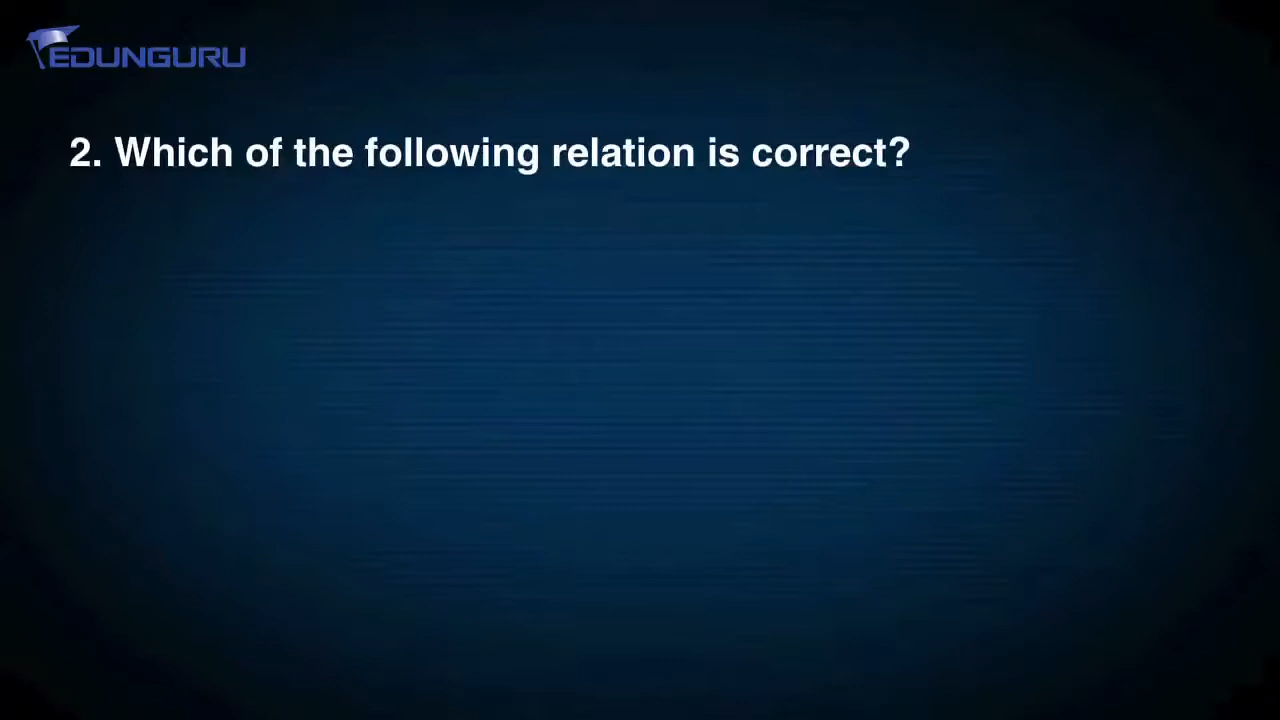 EDUNGURU
2. Which of the following relation is correct?